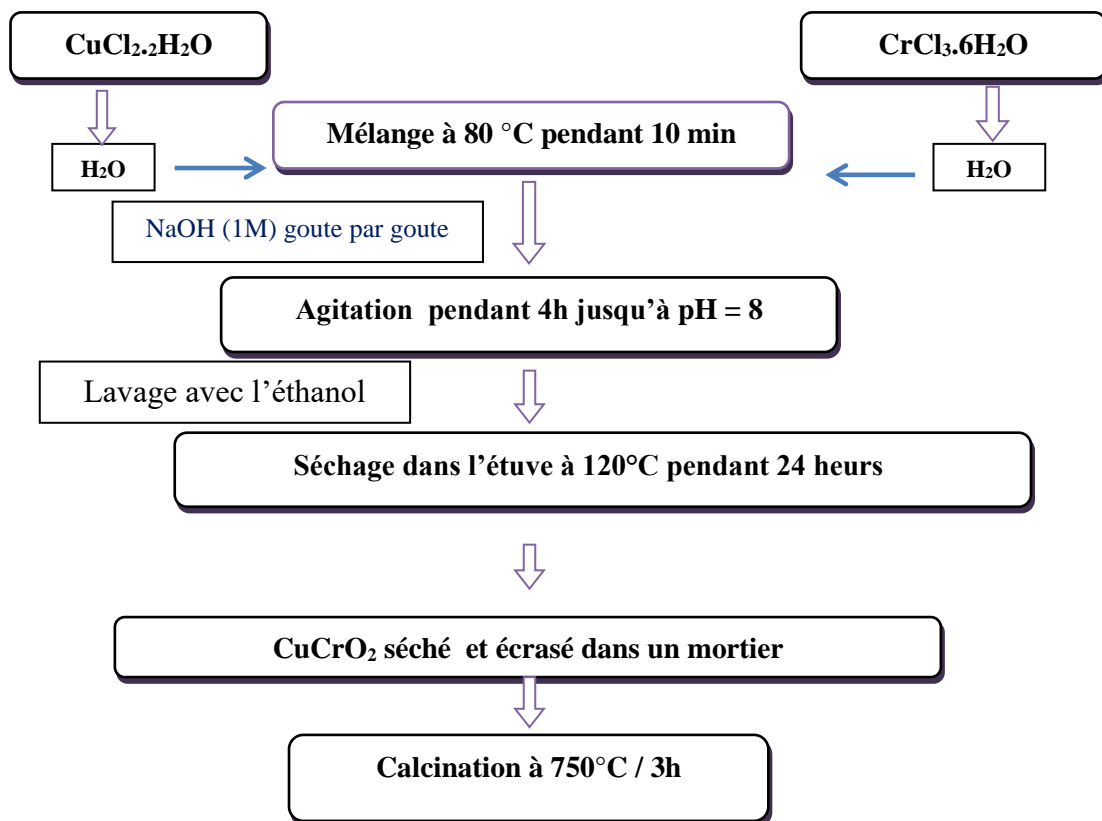 CuCl₂.₂H₂O
CrCl₃.6H₂O
Mélange à 80 °C pendant 10 min
H₂O
H₂O
NaOH (1M) goute par goute
Agitation pendant 4h jusqu’à pH = 8
Lavage avec l’éthanol
Séchage dans l’étuve à 120°C pendant 24 heurs
CuCrO₂ séché et écrasé dans un mortier
Calcination à 750°C / 3h